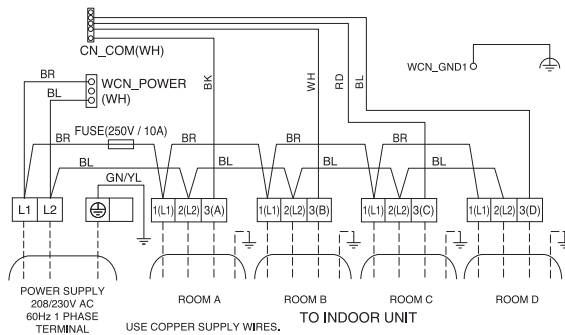 CN_COM(WH)
BR
WCN_POWER
(WH)
BL
BK
WH
RD
BL
WCN_GND1
FUSE(250V / 10A)
BR
BR
BR
BL
BL
BL
GN/YL
L1 L2
1(L1) 2(L2) 3(A)
1(L1) 2(L2) 3(B)
1(L1) 2(L2) 3(C)
1(L1) 2(L2) 3(D)
POWER SUPPLY
208/230V AC
60Hz 1 PHASE
TERMINAL
ROOM A
ROOM B
ROOM C
ROOM D
TO INDOOR UNIT
USE COPPER SUPPLY WIRES.